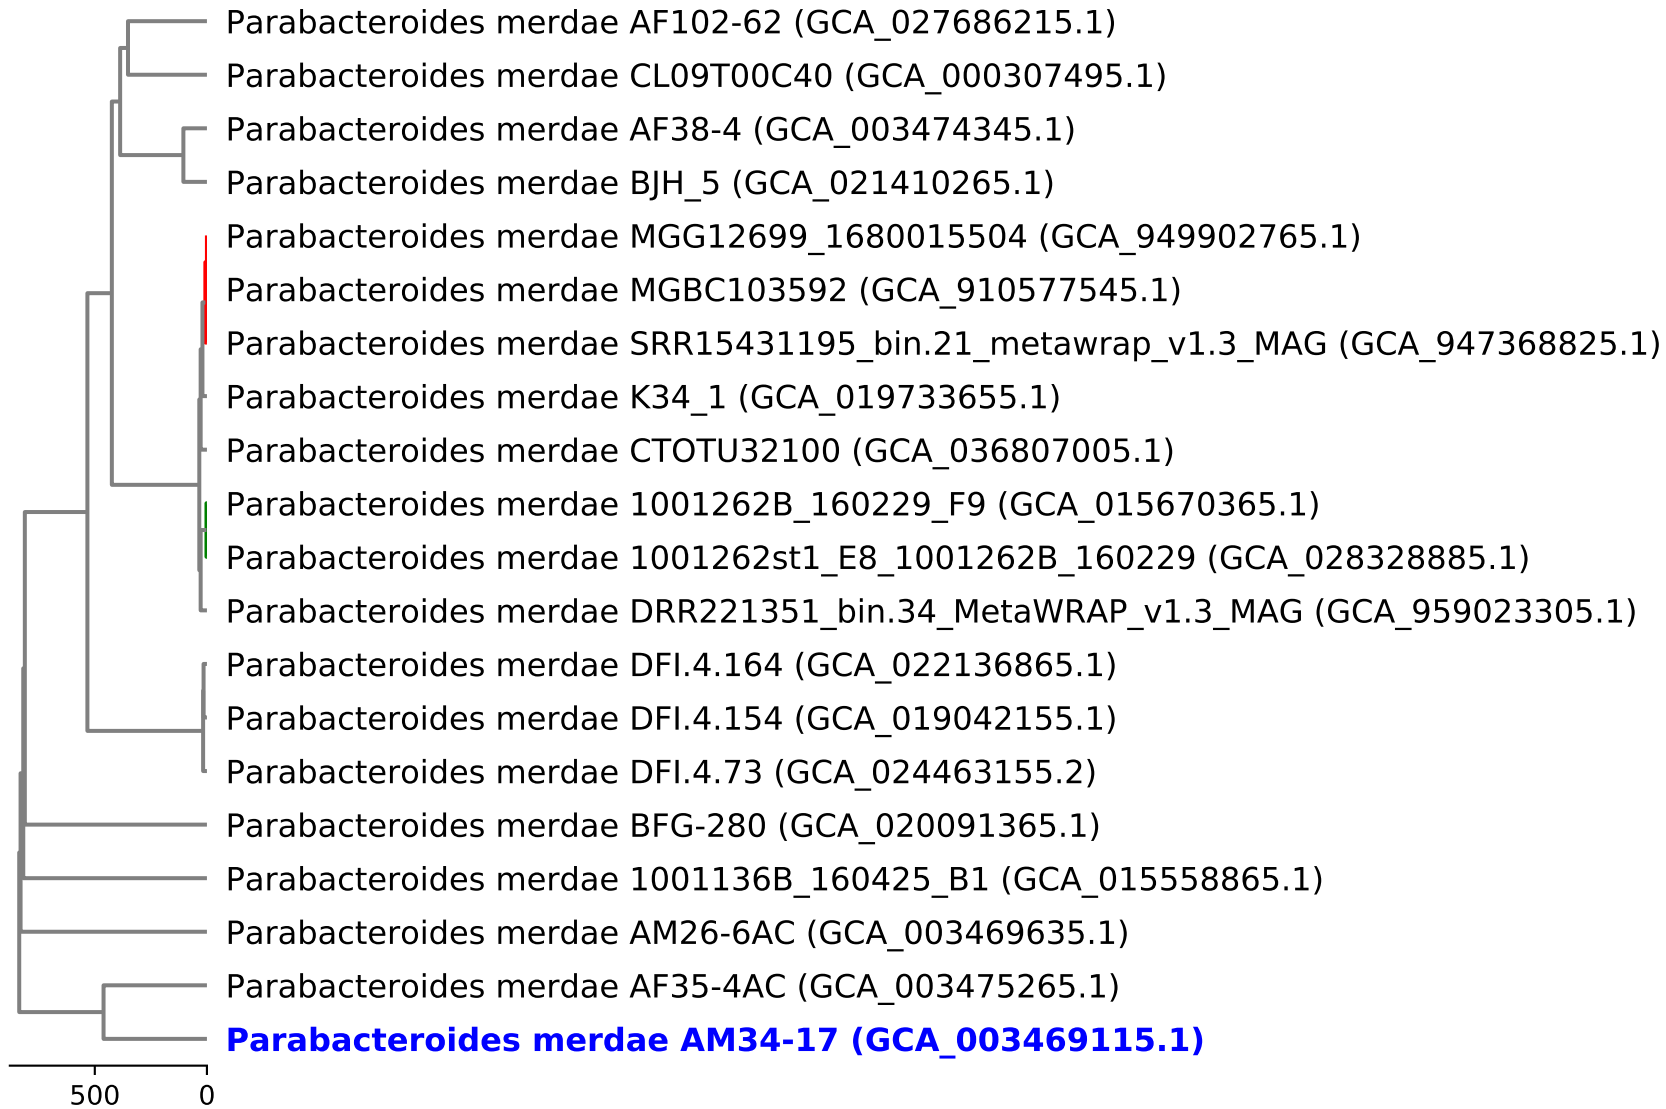 Parabacteroides merdae AF102-62 (GCA_027686215.1)
Parabacteroides merdae CL09T00C40 (GCA_000307495.1)
Parabacteroides merdae AF38-4 (GCA_003474345.1)
Parabacteroides merdae BJH_5 (GCA_021410265.1)
Parabacteroides merdae MGG12699_1680015504 (GCA_949902765.1)
Parabacteroides merdae MGBC103592 (GCA_910577545.1)
Parabacteroides merdae SRR15431195_bin.21_metawrap_v1.3_MAG (GCA_947368825.1)
Parabacteroides merdae K34_1 (GCA_019733655.1)
Parabacteroides merdae CTOTU32100 (GCA_036807005.1)
Parabacteroides merdae 1001262B_160229_F9 (GCA_015670365.1)
Parabacteroides merdae 1001262st1_E8_1001262B_160229 (GCA_028328885.1)
Parabacteroides merdae DRR221351_bin.34_MetaWRAP_v1.3_MAG (GCA_959023305.1)
Parabacteroides merdae DFI.4.164 (GCA_022136865.1)
Parabacteroides merdae DFI.4.154 (GCA_019042155.1)
Parabacteroides merdae DFI.4.73 (GCA_024463155.2)
Parabacteroides merdae BFG-280 (GCA_020091365.1)
Parabacteroides merdae 1001136B_160425_B1 (GCA_015558865.1)
Parabacteroides merdae AM26-6AC (GCA_003469635.1)
Parabacteroides merdae AF35-4AC (GCA_003475265.1)
Parabacteroides merdae AM34-17 (GCA_003469115.1)
500 0